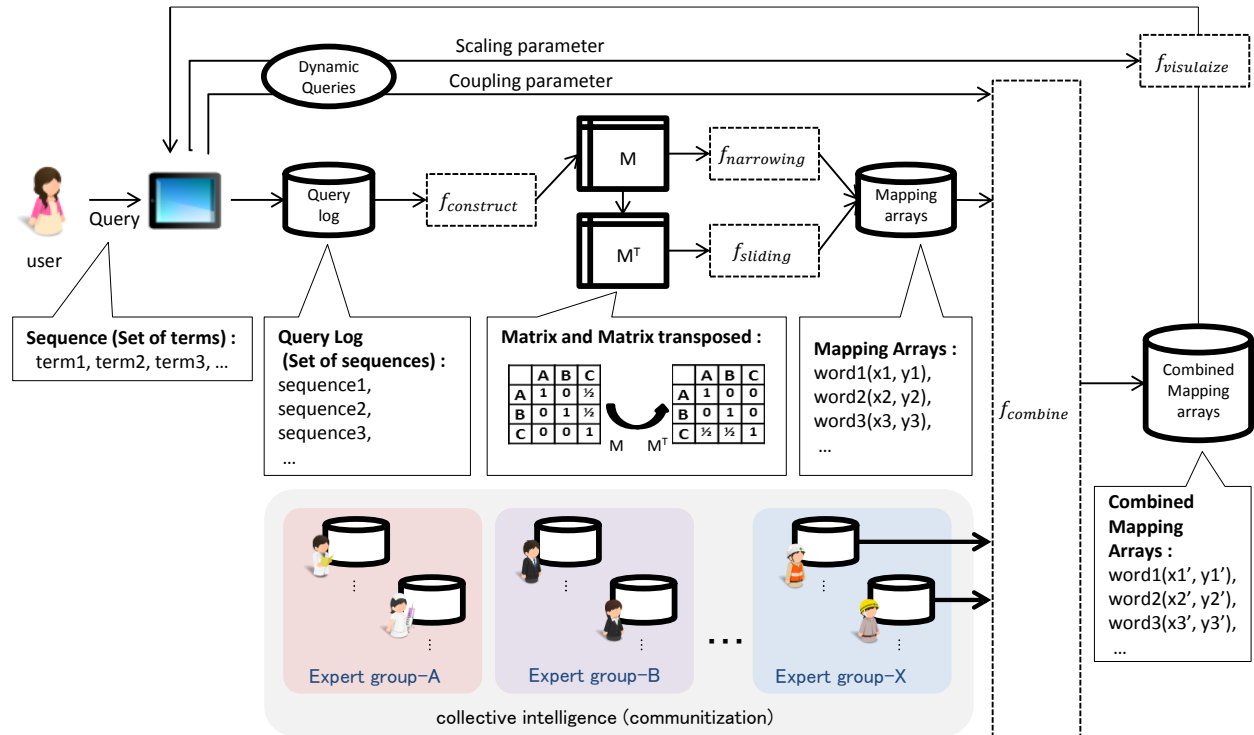 Scaling parameter
Dynamic
Queries
Coupling parameter
f_visulaize
user
Query
Query
log
f_construct
M
Mᵀ
f_narrowing
f_sliding
Mapping
arrays
f_combine
Combined
Mapping
arrays
Sequence (Set of terms) :
term1, term2, term3, …
Query Log
(Set of sequences) :
sequence1,
sequence2,
sequence3,
…
Matrix and Matrix transposed :
A B C
A 1 0 ½
B 0 1 ½
C 0 0 1
M Mᵀ
A B C
A 1 0 0
B 0 1 0
C ½ ½ 1
Mapping Arrays :
word1(x1, y1),
word2(x2, y2),
word3(x3, y3),
…
Combined
Mapping
Arrays :
word1(x1’, y1’),
word2(x2’, y2’),
word3(x3’, y3’),
…
Expert group-A
Expert group-B
…
Expert group-X
collective intelligence (communitization)